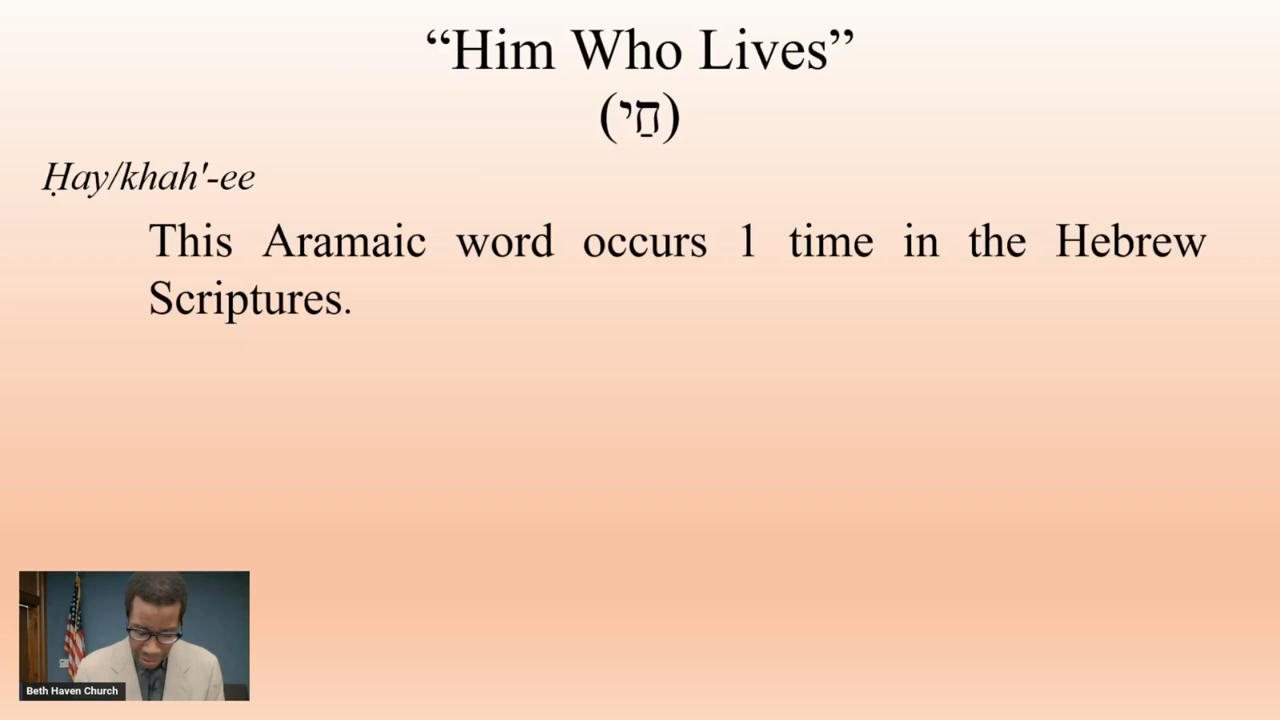 “Him Who Lives”
(חַי)
Ḥay/khah'-ee
This Aramaic word occurs 1 time in the Hebrew
Scriptures.
Beth Haven Church